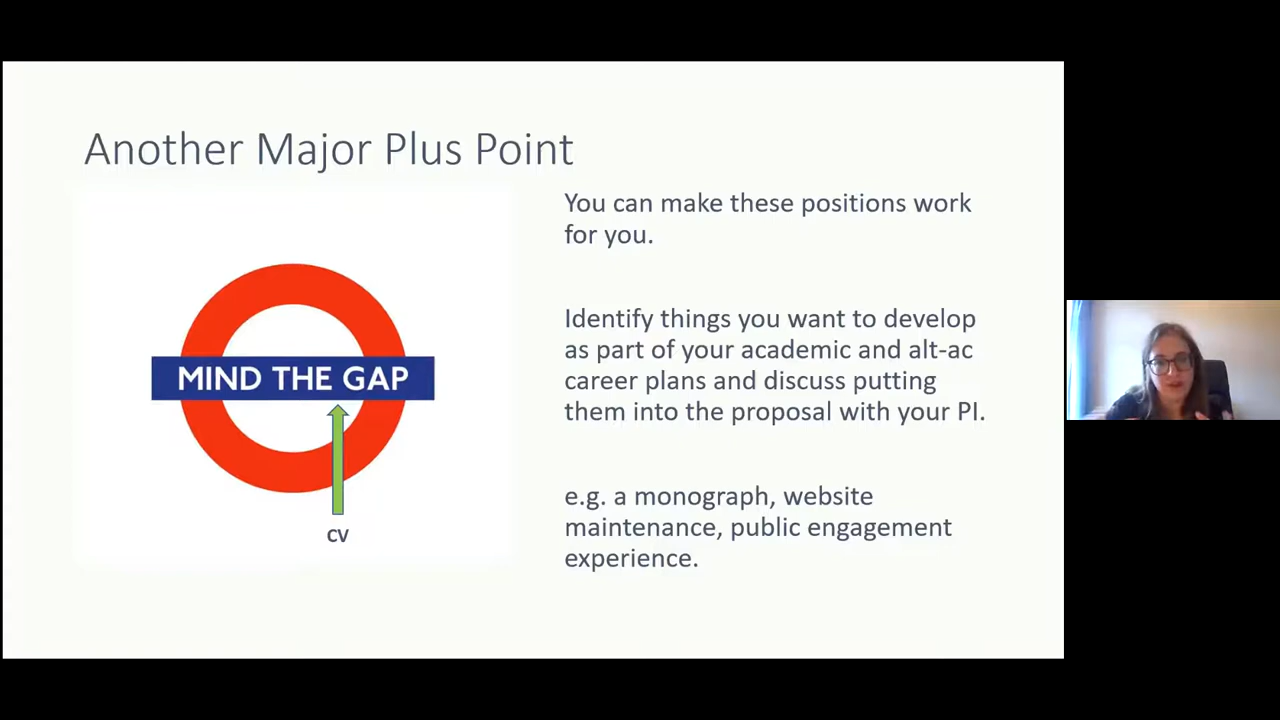 Another Major Plus Point
MIND THE GAP
CV
You can make these positions work
for you.
Identify things you want to develop
as part of your academic and alt-ac
career plans and discuss putting
them into the proposal with your PI.
e.g. a monograph, website
maintenance, public engagement
experience.